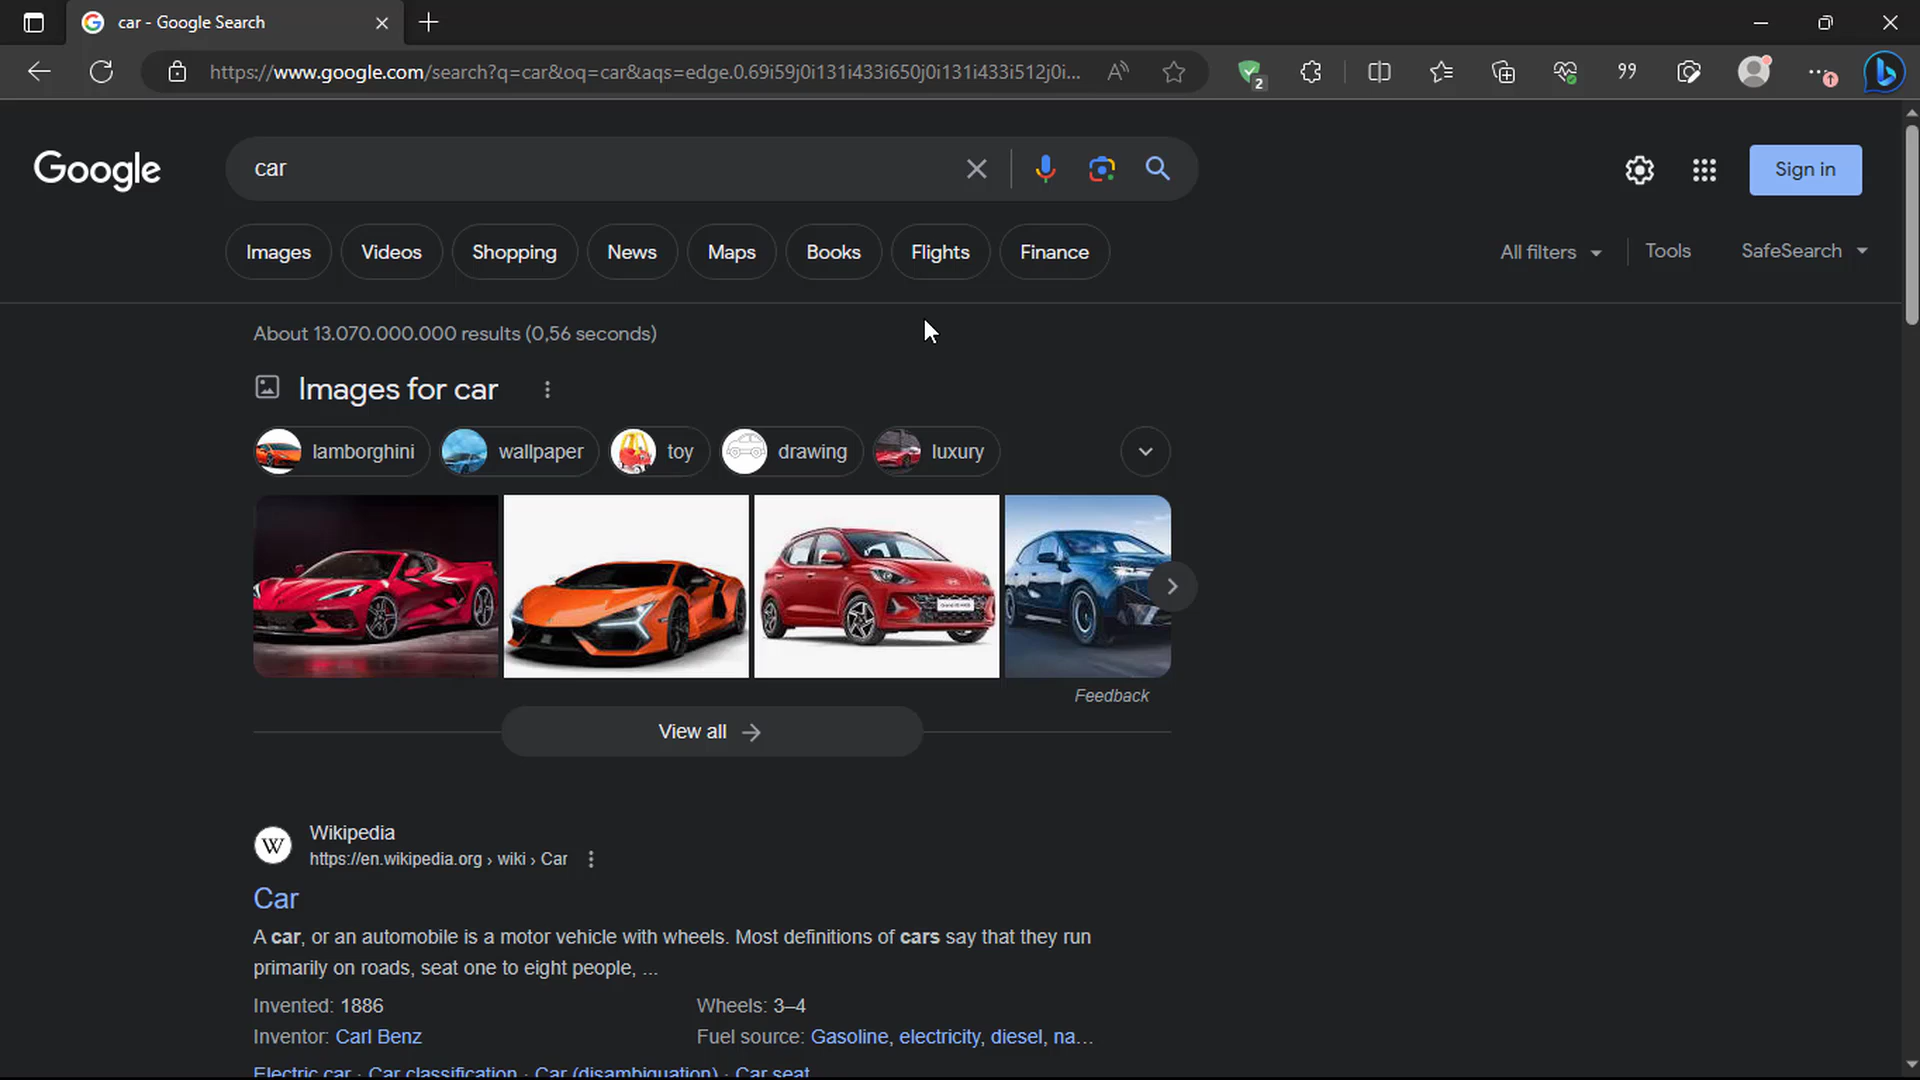 car - Google Search
https://www.google.com/search?q=car&oq=car&aqs=edge.0.69i59j0i131i433i650j0i131i433i512j0i...
2
Google
car
Sign in
Images
Videos
Shopping
News
Maps
Books
Flights
Finance
All filters
Tools
SafeSearch
About 13.070.000.000 results (0,56 seconds)
Images for car
lamborghini
wallpaper
toy
drawing
luxury
Feedback
View all
W
Wikipedia
https://en.wikipedia.org › wiki › Car
Car
A car, or an automobile is a motor vehicle with wheels. Most definitions of cars say that they run
primarily on roads, seat one to eight people, ...
Invented: 1886
Wheels: 3–4
Inventor: Carl Benz
Fuel source: Gasoline, electricity, diesel, na...
Electric car · Car classification · Car (disambiguation) · Car seat